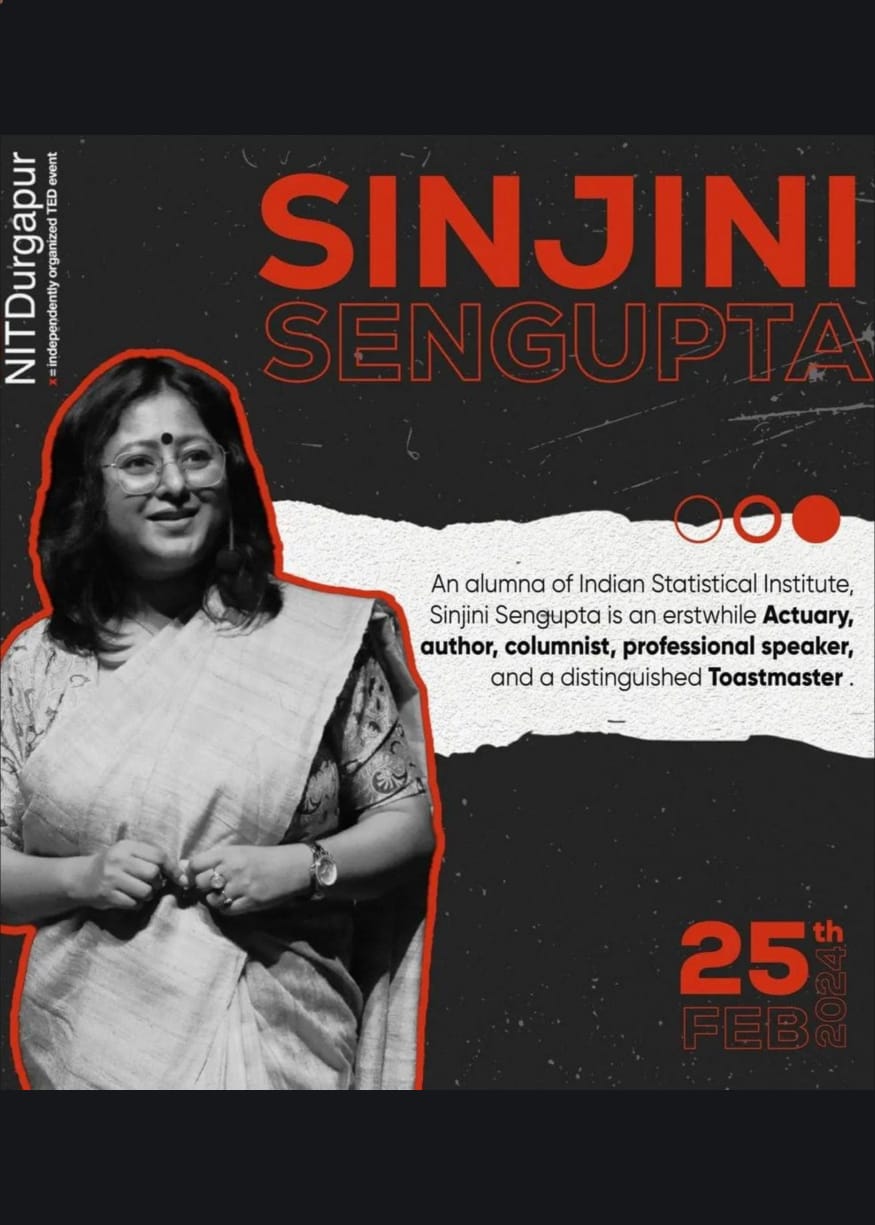 NITDurgapur
x = independently organized TED event
SINJINI
SENGUPTA
An alumna of Indian Statistical Institute,
Sinjini Sengupta is an erstwhile Actuary,
author, columnist, professional speaker,
and a distinguished Toastmaster .
25th
FEB 2024